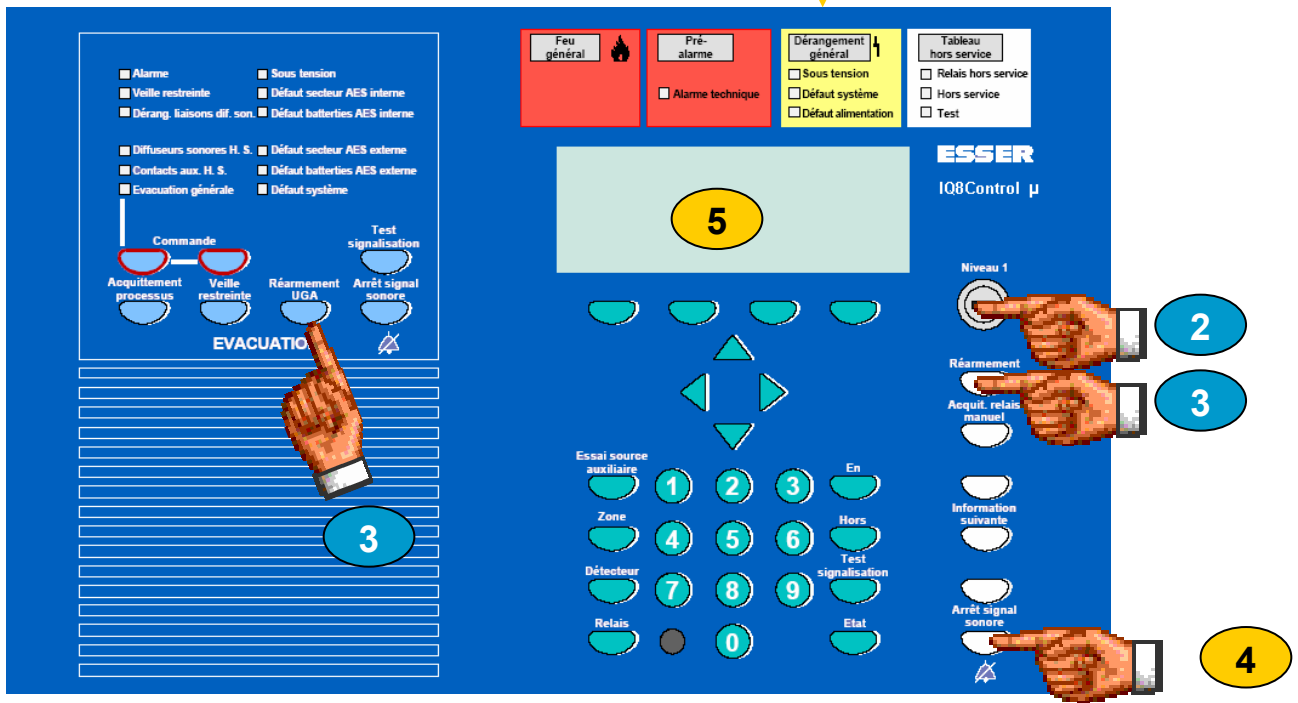 Feu
général
Pré-
alarme
Alarme technique
Dérangement
général
Sous tension
Défaut système
Défaut alimentation
Tableau
hors service
Relais hors service
Hors service
Test
Alarme
Veille restreinte
Dérang. liaisons dif. son.
Sous tension
Défaut secteur AES interne
Défaut batterties AES interne
Diffuseurs sonores H. S.
Contacts aux. H. S.
Evacuation générale
Défaut secteur AES externe
Défaut batterties AES externe
Défaut système
Commande
Test
signalisation
Acquittement
processus
Veille
restreinte
Réarmement
UGA
Arrêt signal
sonore
EVACUATIO
3
ESSER
IQ8Control µ
5
Niveau 1
2
Réarmement
3
Acquit. relais
manuel
Information
suivante
Arrêt signal
sonore
4
Essai source
auxiliaire
1
2
3
En
Zone
4
5
6
Hors
Test
signalisation
Détecteur
7
8
9
Relais
0
Etat